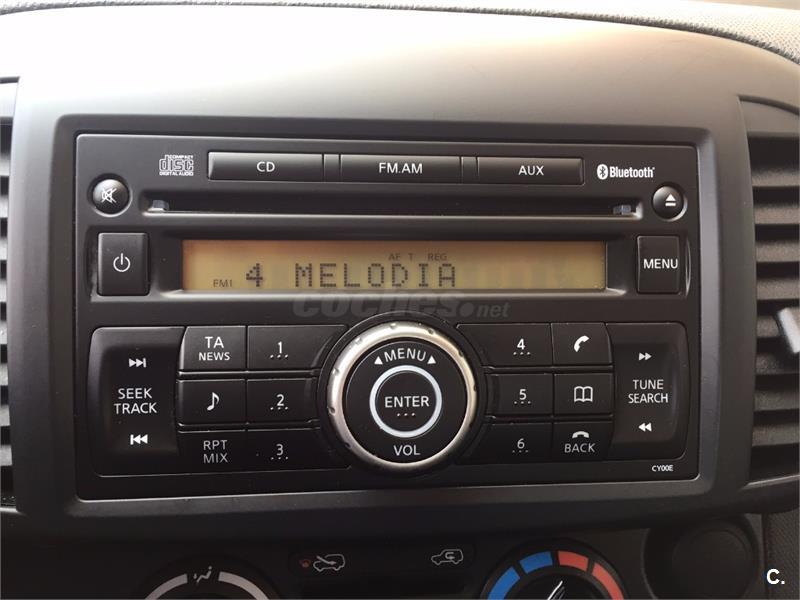 COMPACT
disc
DIGITAL AUDIO
CD
FM.AM
AUX
Bluetooth
AF T REG
FM1 4 MELODIA
MENU
coches.net
SEEK
TRACK
TA
NEWS
1
2
RPT
MIX
3
MENU
ENTER
VOL
4
5
6
BACK
TUNE
SEARCH
CY00E
C.